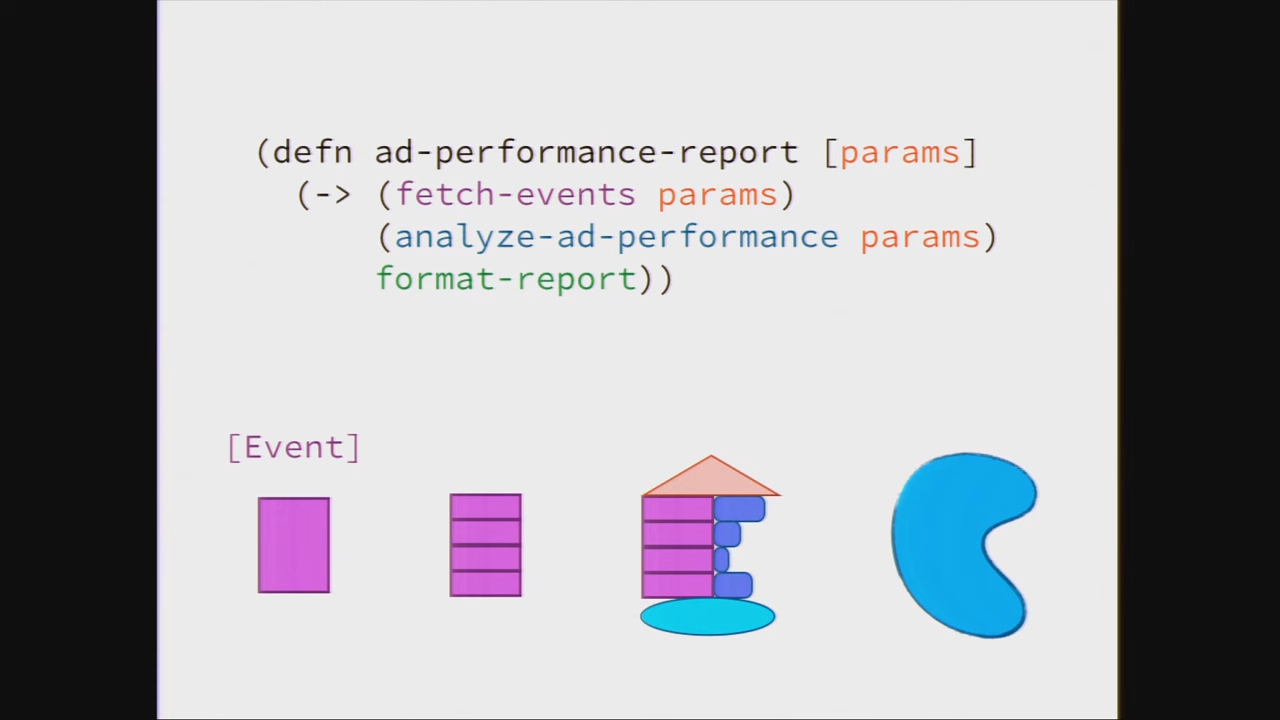 (defn ad-performance-report [params]
(-> (fetch-events params)
(analyze-ad-performance params)
format-report))
[Event]